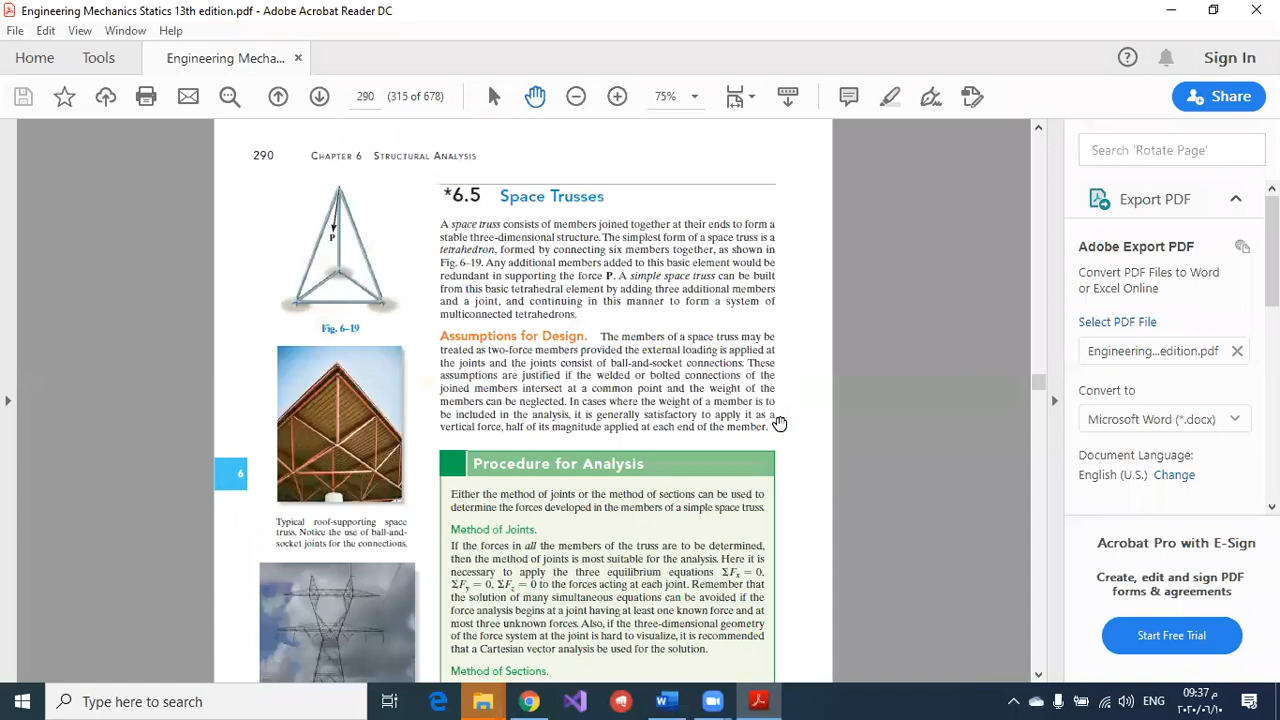 Engineering Mechanics Statics 13th edition.pdf - Adobe Acrobat Reader DC
File Edit View Window Help
Home Tools Engineering Mecha... ×
Sign In
290 (315 of 678) 75% Share
290 CHAPTER 6 STRUCTURAL ANALYSIS
P
Fig. 6–19
*6.5 Space Trusses
A space truss consists of members joined together at their ends to form a
stable three-dimensional structure. The simplest form of a space truss is a
tetrahedron, formed by connecting six members together, as shown in
Fig. 6–19. Any additional members added to this basic element would be
redundant in supporting the force P. A simple space truss can be built
from this basic tetrahedral element by adding three additional members
and a joint, and continuing in this manner to form a system of
multiconnected tetrahedrons.
Assumptions for Design. The members of a space truss may be
treated as two-force members provided the external loading is applied at
the joints and the joints consist of ball-and-socket connections. These
assumptions are justified if the welded or bolted connections of the
joined members intersect at a common point and the weight of the
members can be neglected. In cases where the weight of a member is to
be included in the analysis, it is generally satisfactory to apply it as a
vertical force, half of its magnitude applied at each end of the member.
6
Typical roof-supporting space
truss. Notice the use of ball-and-
socket joints for the connections.
Procedure for Analysis
Either the method of joints or the method of sections can be used to
determine the forces developed in the members of a simple space truss.
Method of Joints.
If the forces in all the members of the truss are to be determined,
then the method of joints is most suitable for the analysis. Here it is
necessary to apply the three equilibrium equations ΣFx = 0,
ΣFy = 0, ΣFz = 0 to the forces acting at each joint. Remember that
the solution of many simultaneous equations can be avoided if the
force analysis begins at a joint having at least one known force and at
most three unknown forces. Also, if the three-dimensional geometry
of the force system at the joint is hard to visualize, it is recommended
that a Cartesian vector analysis be used for the solution.
Method of Sections.
Search 'Rotate Page'
Export PDF
Adobe Export PDF
Convert PDF Files to Word
or Excel Online
Select PDF File
Engineering...edition.pdf ×
Convert to
Microsoft Word (*.docx)
Document Language:
English (U.S.) Change
Acrobat Pro with E-Sign
Create, edit and sign PDF
forms & agreements
Start Free Trial
Type here to search
ENG
09:37 م
٢٠٢٠/٠٦/١٠